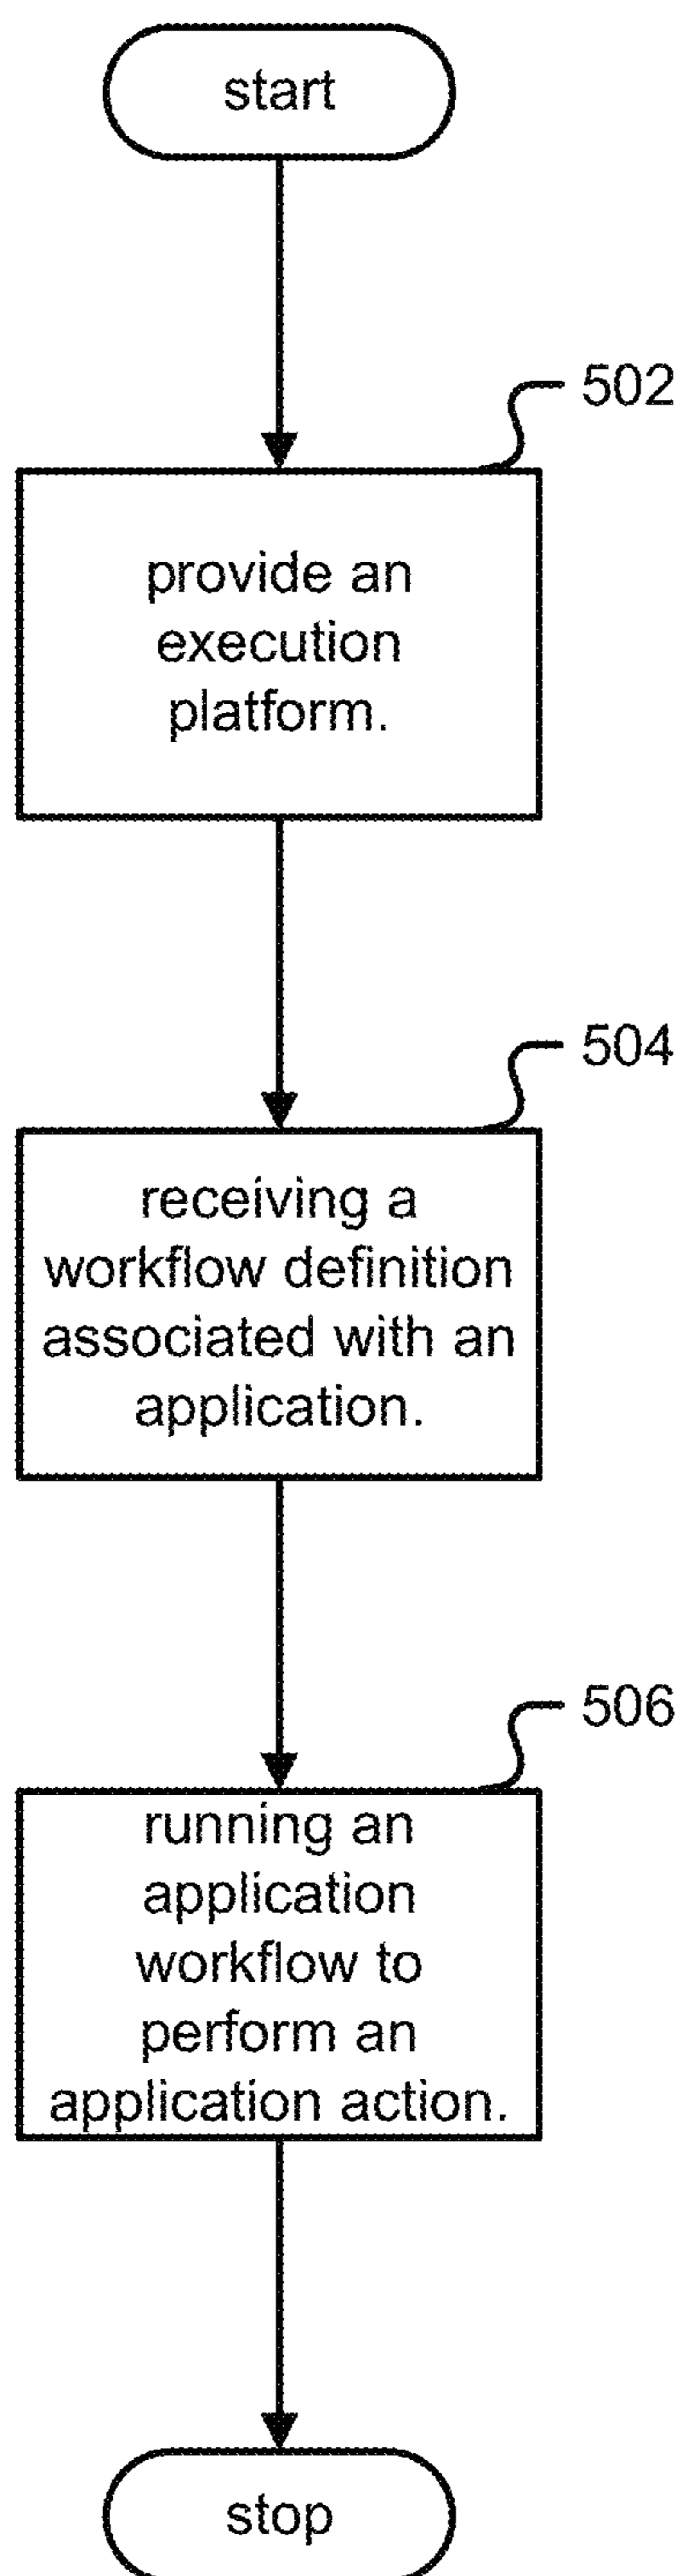 start
502
provide an
execution
platform.
504
receiving a
workflow definition
associated with an
application.
506
running an
application
workflow to
perform an
application action.
stop